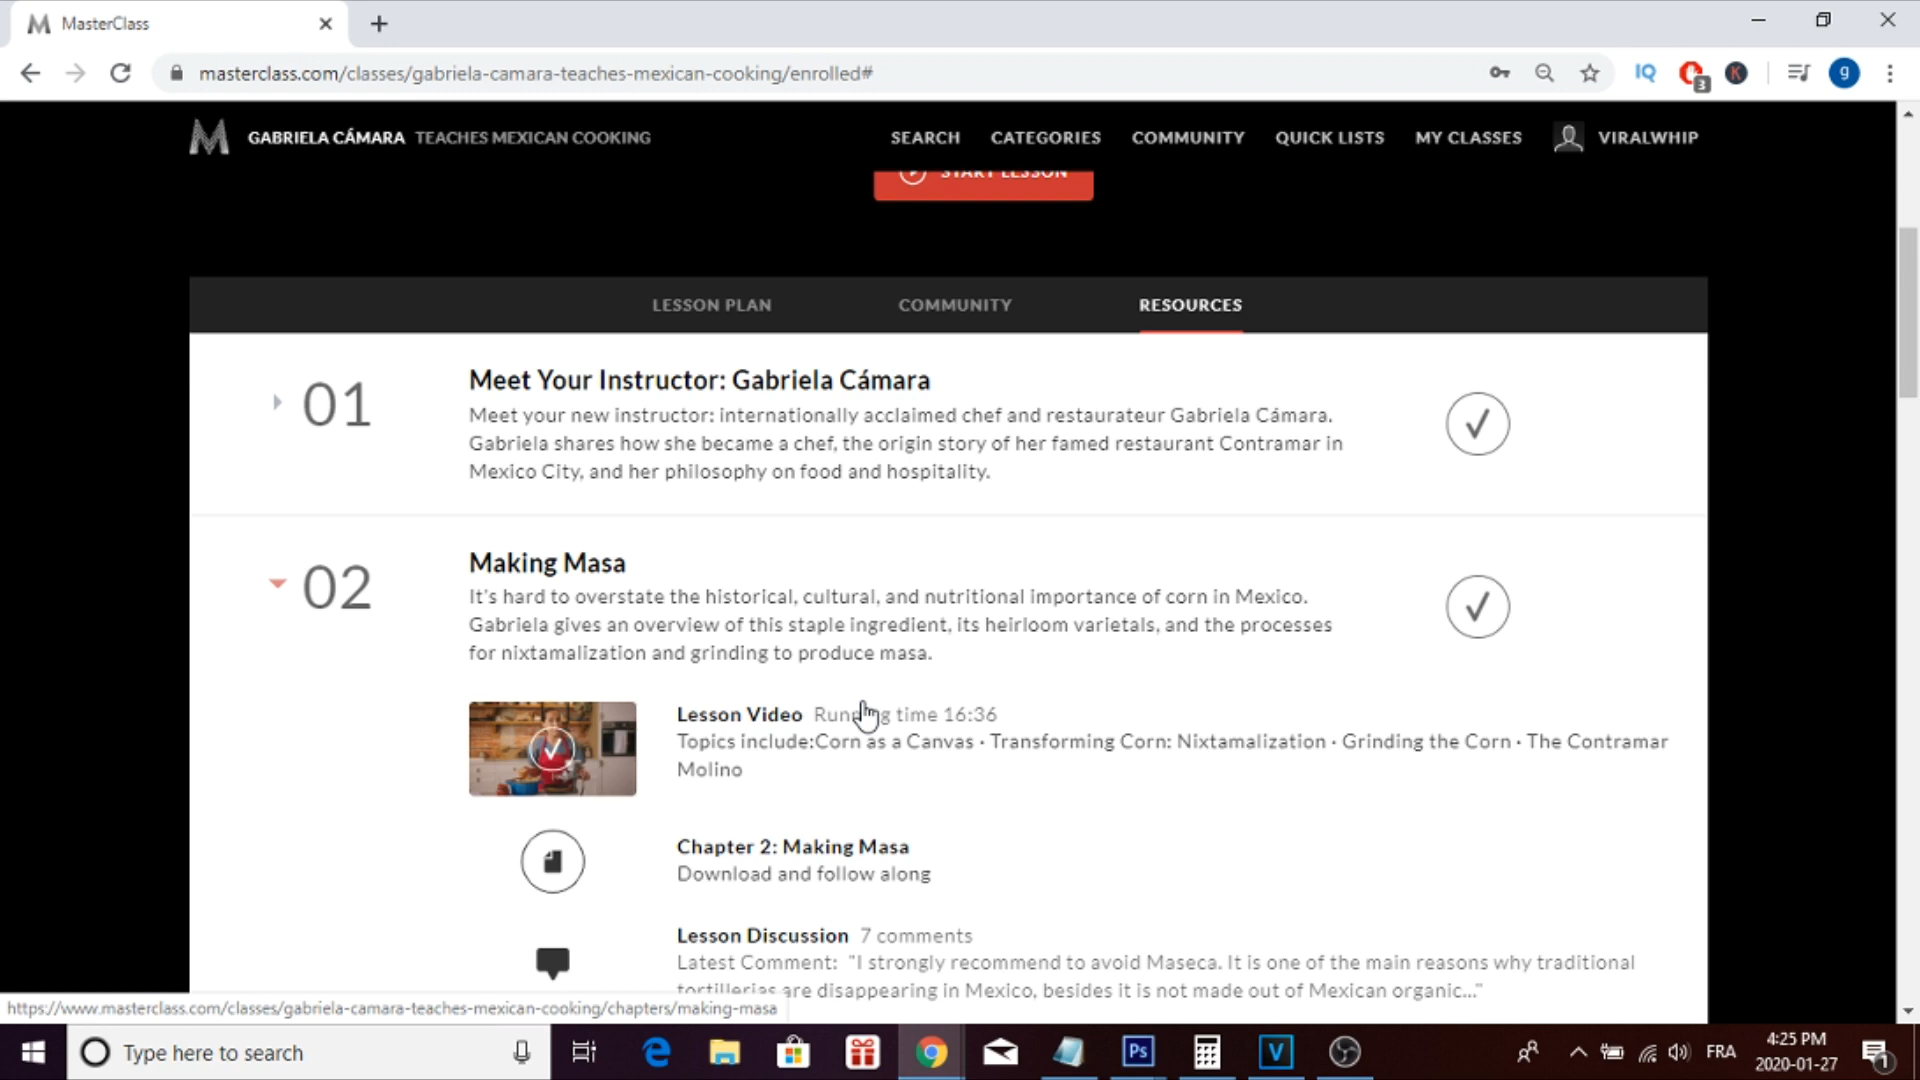 MasterClass
masterclass.com/classes/gabriela-camara-teaches-mexican-cooking/enrolled#
IQ
3
K
g
GABRIELA CÁMARA TEACHES MEXICAN COOKING
SEARCH CATEGORIES COMMUNITY QUICK LISTS MY CLASSES VIRALWHIP
START LESSON
LESSON PLAN COMMUNITY RESOURCES
01
Meet Your Instructor: Gabriela Cámara
Meet your new instructor: internationally acclaimed chef and restaurateur Gabriela Cámara.
Gabriela shares how she became a chef, the origin story of her famed restaurant Contramar in
Mexico City, and her philosophy on food and hospitality.
02
Making Masa
It's hard to overstate the historical, cultural, and nutritional importance of corn in Mexico.
Gabriela gives an overview of this staple ingredient, its heirloom varietals, and the processes
for nixtamalization and grinding to produce masa.
Lesson Video Running time 16:36
Topics include:Corn as a Canvas · Transforming Corn: Nixtamalization · Grinding the Corn · The Contramar
Molino
Chapter 2: Making Masa
Download and follow along
Lesson Discussion 7 comments
Latest Comment: "I strongly recommend to avoid Maseca. It is one of the main reasons why traditional
tortillerias are disappearing in Mexico, besides it is not made out of Mexican organic..."
https://www.masterclass.com/classes/gabriela-camara-teaches-mexican-cooking/chapters/making-masa
Type here to search
Ps
V
FRA
4:25 PM
2020-01-27
1